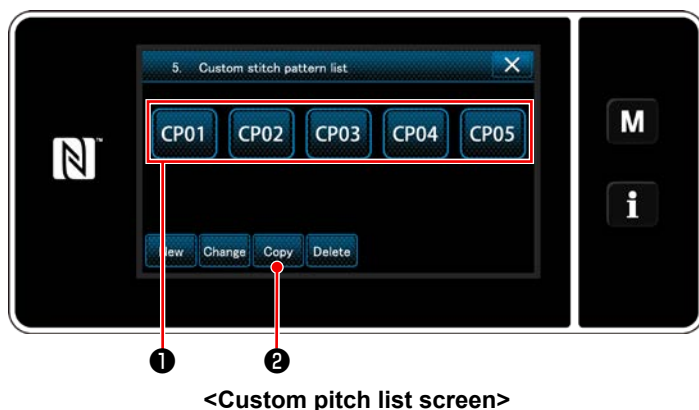 5. Custom stitch pattern list
CP01 CP02 CP03 CP04 CP05
M
i
New Change Copy Delete
❶ ❷
<Custom pitch list screen>